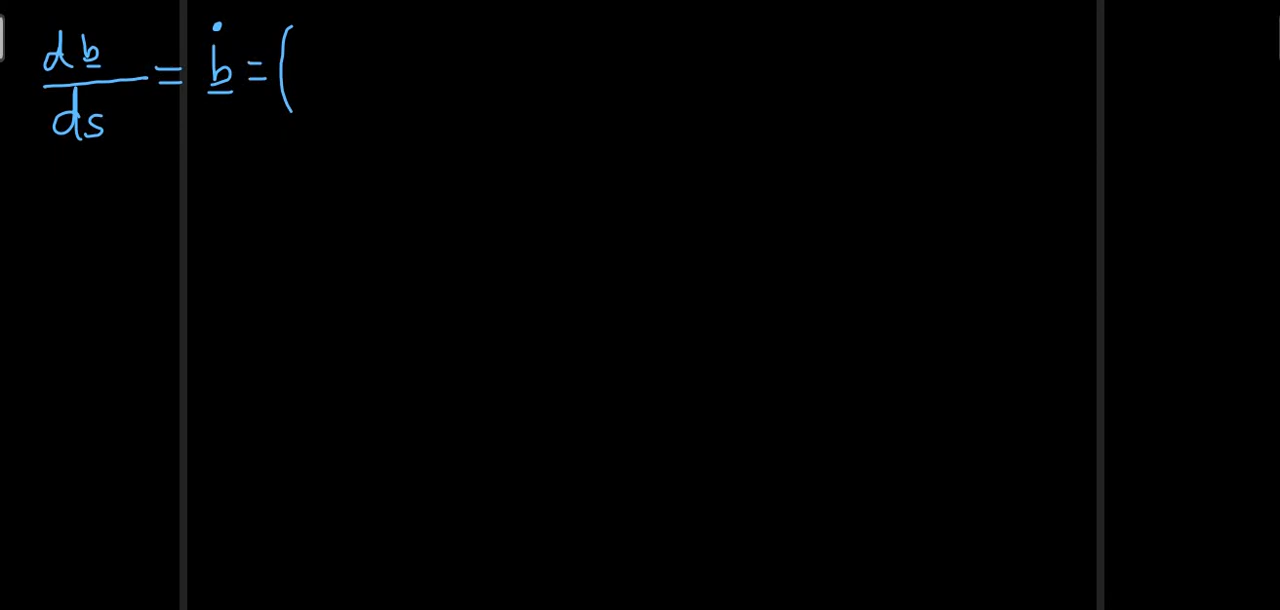 db/ds = ḃ = (